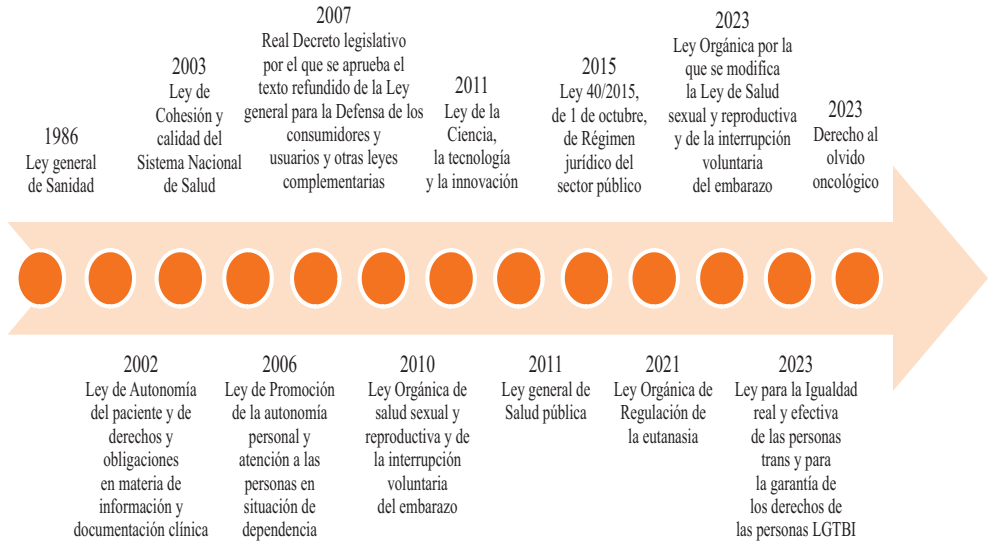 1986
Ley general
de Sanidad
2003
Ley de
Cohesión y
calidad del
Sistema Nacional
de Salud
2007
Real Decreto legislativo
por el que se aprueba el
texto refundido de la Ley
general para la Defensa de los
consumidores y
usuarios y otras leyes
complementarias
2011
Ley de la
Ciencia,
la tecnología
y la innovación
2015
Ley 40/2015,
de 1 de octubre,
de Régimen
jurídico del
sector público
2023
Ley Orgánica por la
que se modifica
la Ley de Salud
sexual y reproductiva
y de la interrupción
voluntaria
del embarazo
2023
Derecho al
olvido
oncológico
2002
Ley de Autonomía
del paciente y de
derechos y
obligaciones
en materia de
información y
documentación clínica
2006
Ley de Promoción
de la autonomía
personal y
atención a las
personas en
situación de
dependencia
2010
Ley Orgánica de
salud sexual y
reproductiva y de
la interrupción
voluntaria
del embarazo
2011
Ley general de
Salud pública
2021
Ley Orgánica de
Regulación de
la eutanasia
2023
Ley para la Igualdad
real y efectiva
de las personas
trans y para
la garantía de
los derechos de
las personas LGTBI